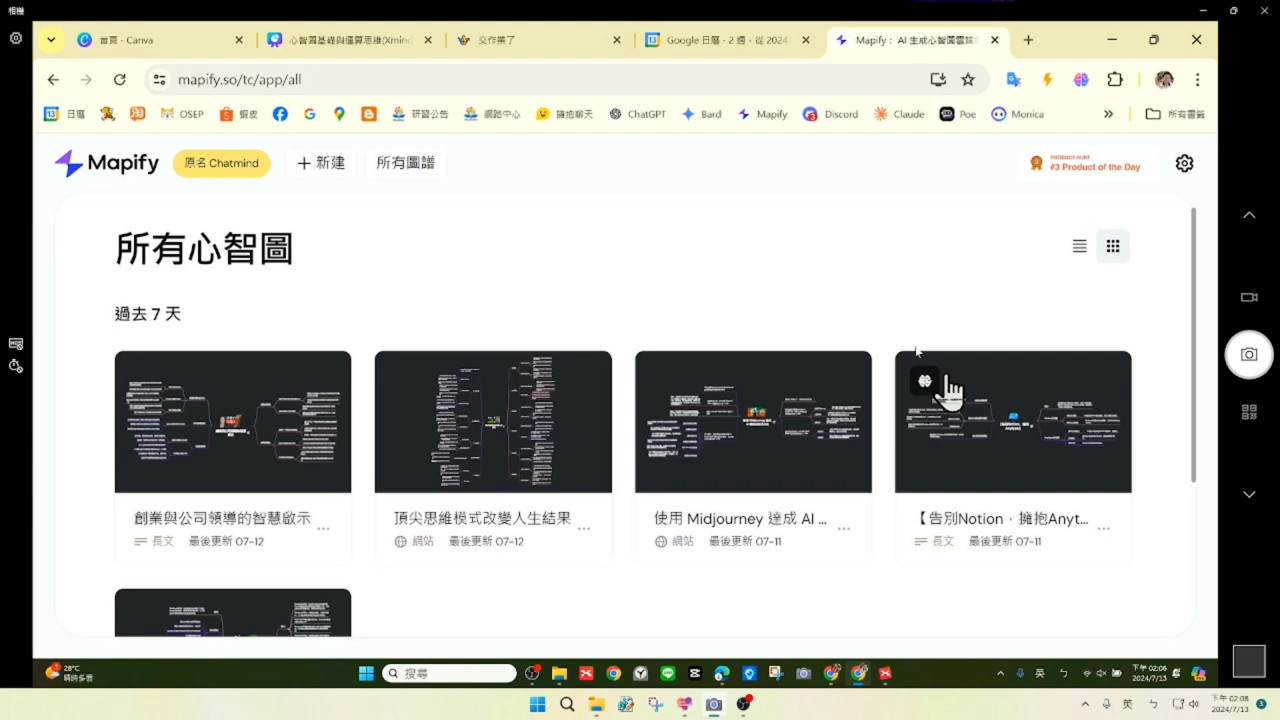 相機
首頁 - Canva
心智圖基礎與運算思維(Xmind
交作業了
Google 日曆 - 2 週，從 2024
Mapify： AI 生成心智圖雲端
mapify.so/tc/app/all
日曆
OSEP
蝦皮
研習公告
網路中心
擁抱聊天
ChatGPT
Bard
Mapify
Discord
Claude
Poe
Monica
所有書籤
Mapify
原名 Chatmind
新建
所有圖譜
PRODUCT HUNT
#3 Product of the Day
所有心智圖
過去 7 天
創業與公司領導的智慧啟示
長文 最後更新 07-12
頂尖思維模式改變人生結果
網站 最後更新 07-12
使用 Midjourney 達成 AI ...
網站 最後更新 07-11
【告別Notion，擁抱Anyt...
長文 最後更新 07-11
28°C
晴時多雲
搜尋
英
下午 02:06
2024/7/13
英
下午 02:08
2024/7/13